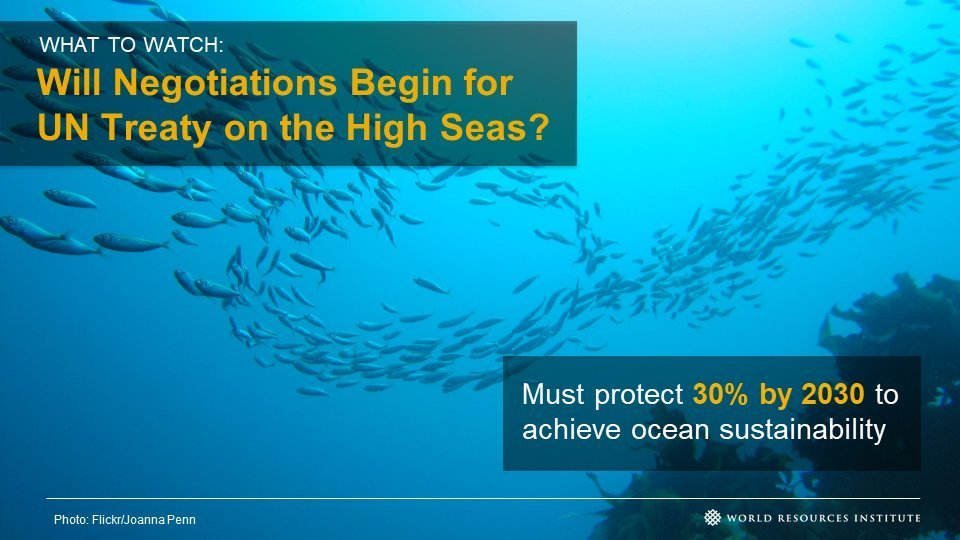 WHAT TO WATCH:
Will Negotiations Begin for
UN Treaty on the High Seas?
Must protect 30% by 2030 to
achieve ocean sustainability
Photo: Flickr/Joanna Penn
WORLD RESOURCES INSTITUTE